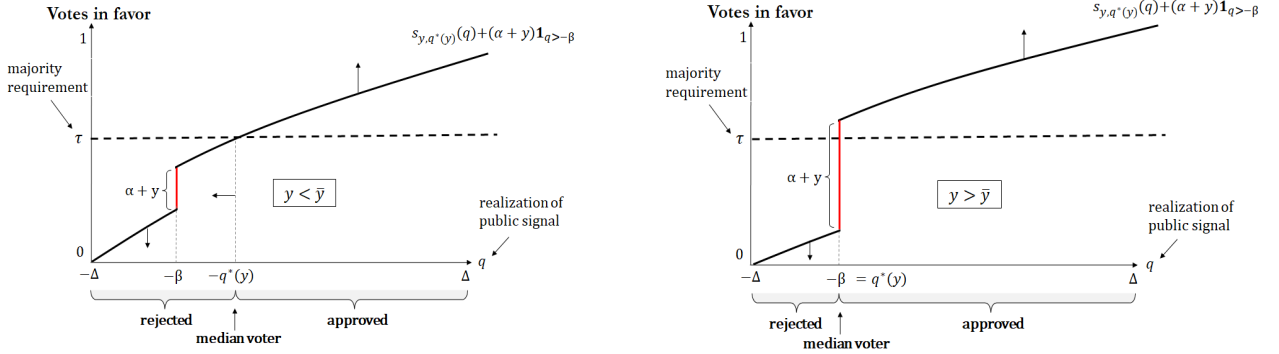 Votes in favor
1
s_{y,q*(y)}(q)+(α + y)1_{q>−β}
majority
requirement
τ
α + y
y < ȳ
realization of
public signal
0
−Δ
−β
−q*(y)
Δ
q
rejected
approved
median voter
Votes in favor
1
s_{y,q*(y)}(q)+(α + y)1_{q>−β}
majority
requirement
τ
α + y
y > ȳ
realization of
public signal
0
−Δ
−β = q*(y)
Δ
q
rejected
approved
median voter